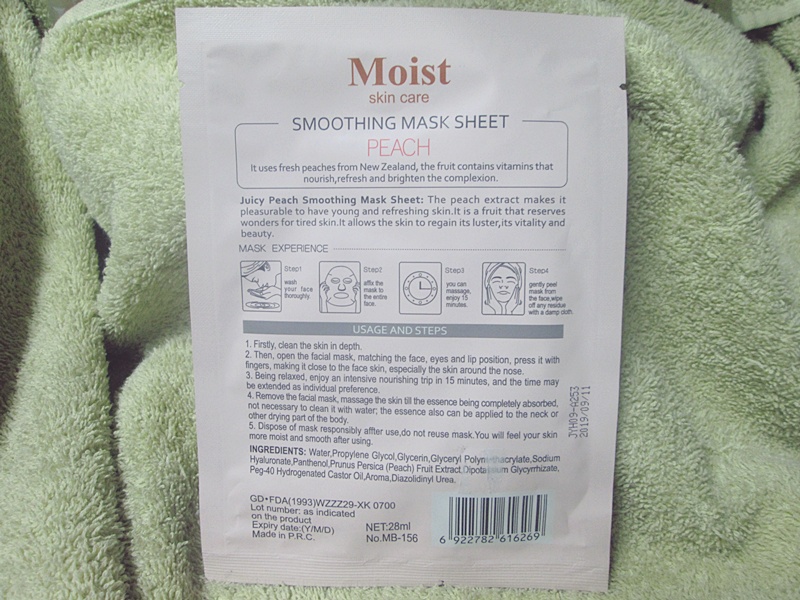 Moist
skin care
SMOOTHING MASK SHEET
PEACH
It uses fresh peaches from New Zealand, the fruit contains vitamins that
nourish,refresh and brighten the complexion.
Juicy Peach Smoothing Mask Sheet: The peach extract makes it
pleasurable to have young and refreshing skin.It is a fruit that reserves
wonders for tired skin.It allows the skin to regain its luster,its vitality and
beauty.
MASK EXPERIENCE
Step1
wash
your face
thoroughly.
Step2
affix the
mask to
the entire
face.
Step3
you can
massage,
enjoy 15
minutes.
Step4
gently peel
mask from
the face,wipe
off any residue
with a damp cloth.
USAGE AND STEPS
1. Firstly, clean the skin in depth.
2. Then, open the facial mask, matching the face, eyes and lip position, press it with
fingers, making it close to the face skin, especially the skin around the nose.
3. Being relaxed, enjoy an intensive nourishing trip in 15 minutes, and the time may
be extended as individual preference.
4. Remove the facial mask, massage the skin till the essence being completely absorbed,
not necessary to clean it with water; the essence also can be applied to the neck or
other drying part of the body.
5. Dispose of mask responsibly affter use,do not reuse mask.You will feel your skin
more moist and smooth after using.
INGREDIENTS: Water,Propylene Glycol,Glycerin,Glyceryl Polymethacrylate,Sodium
Hyaluronate,Panthenol,Prunus Persica (Peach) Fruit Extract,Dipotassium Glycyrrhizate,
Peg-40 Hydrogenated Castor Oil,Aroma,Diazolidinyl Urea.
GD•FDA(1993)WZZZ29-XK 0700
Lot number: as indicated
on the product
Expiry date:(Y/M/D)
Made in P.R.C.
NET:28ml
No.MB-156
6 922782 616269
JYH09-A253
2019/09/11